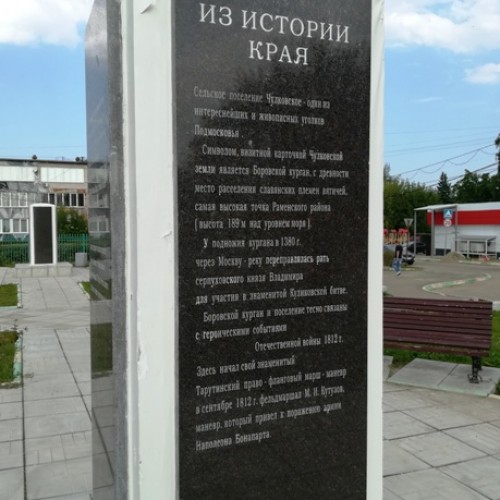 ИЗ ИСТОРИИ
КРАЯ
Сельское поселение Чулковское - один из
интереснейших и живописных уголков
Подмосковья.
Символом, визитной карточкой Чулковской
земли является Боровской курган, с древности
место расселения славянских племен вятичей,
самая высокая точка Раменского района
( высота 189 м над уровнем моря ).
У подножия кургана в 1380 г.
через Москву - реку переправлялась рать
серпуховского князя Владимира
для участия в знаменитой Куликовской битве.
Боровской курган и поселение тесно связаны
с героическими событиями
Отечественной войны 1812 г.
Здесь начал свой знаменитый
Тарутинский право - фланговый марш - маневр
в сентябре 1812 г. фельдмаршал М. И. Кутузов,
маневр, который привел к поражению армии
Наполеона Бонапарта.